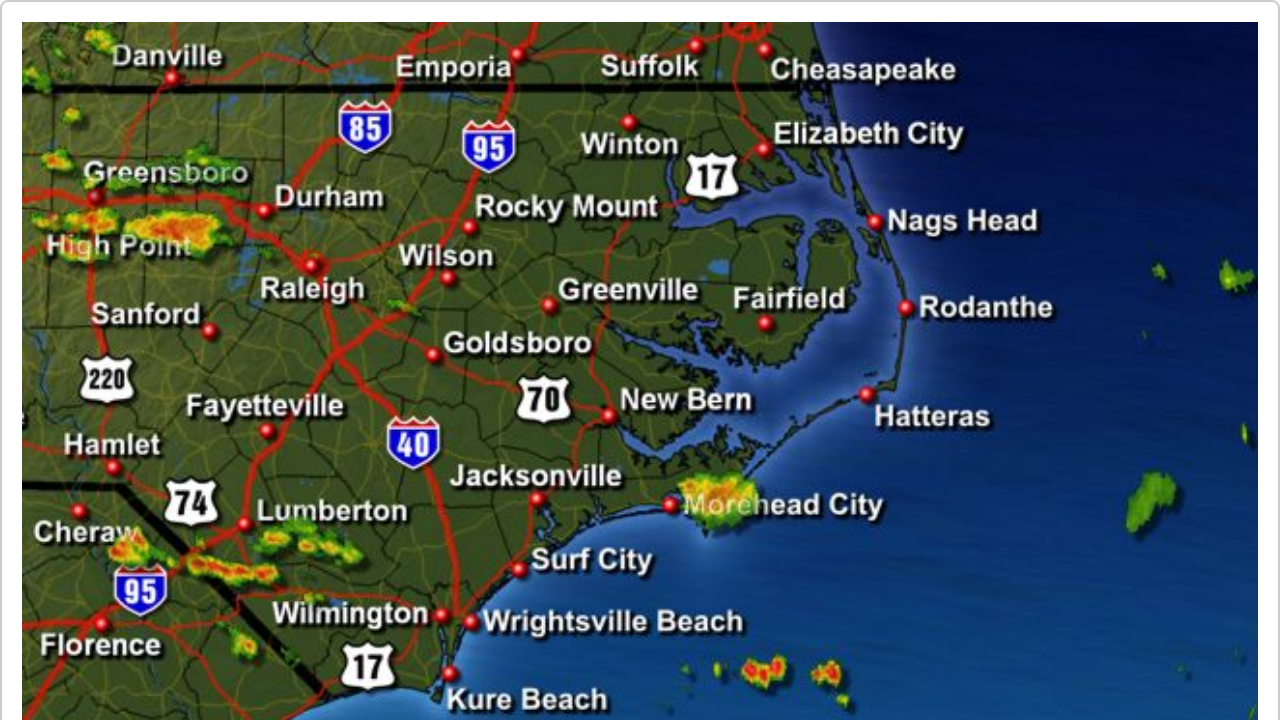 Danville
Emporia
Suffolk
Cheasapeake
85
95
Winton
Elizabeth City
17
Greensboro
Durham
Rocky Mount
Nags Head
High Point
Wilson
Raleigh
Greenville
Fairfield
Rodanthe
Sanford
Goldsboro
220
70
New Bern
Fayetteville
Hatteras
40
Hamlet
Jacksonville
74
Morehead City
Lumberton
Cheraw
Surf City
95
Wilmington
Wrightsville Beach
Florence
17
Kure Beach